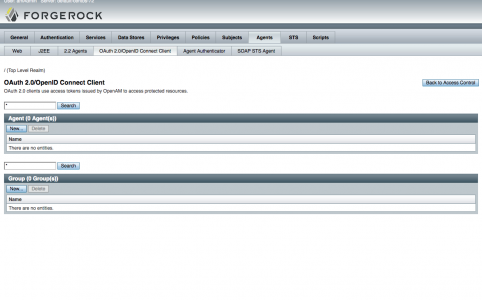 FORGEROCK
General Authentication Services Data Stores Privileges Policies Subjects Agents STS Scripts
Web J2EE 2.2 Agents OAuth 2.0/OpenID Connect Client Agent Authenticator SOAP STS Agent
/ (Top Level Realm)
OAuth 2.0/OpenID Connect Client Back to Access Control
OAuth 2.0 clients use access tokens issued by OpenAM to access protected resources.
* Search
Agent (0 Agent(s))
New... Delete
Name
There are no entities.
* Search
Group (0 Group(s))
New... Delete
Name
There are no entities.